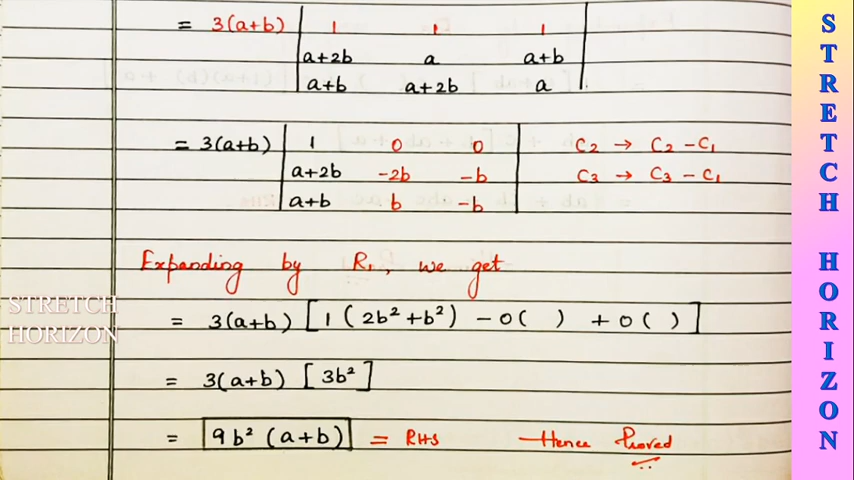 = 3(a+b) | 1 1 1 |
| a+2b a a+b |
| a+b a+2b a |
= 3(a+b) | 1 0 0 | C2 → C2 - C1
| a+2b -2b -b | C3 → C3 - C1
| a+b b -b |
Expanding by R1, we get
= 3(a+b) [ 1 ( 2b² + b² ) - 0 ( ) + 0 ( ) ]
= 3(a+b) [ 3b² ]
= 9b² (a+b) = RHS Hence Proved
STRETCH
HORIZON
STRETCH HORIZON